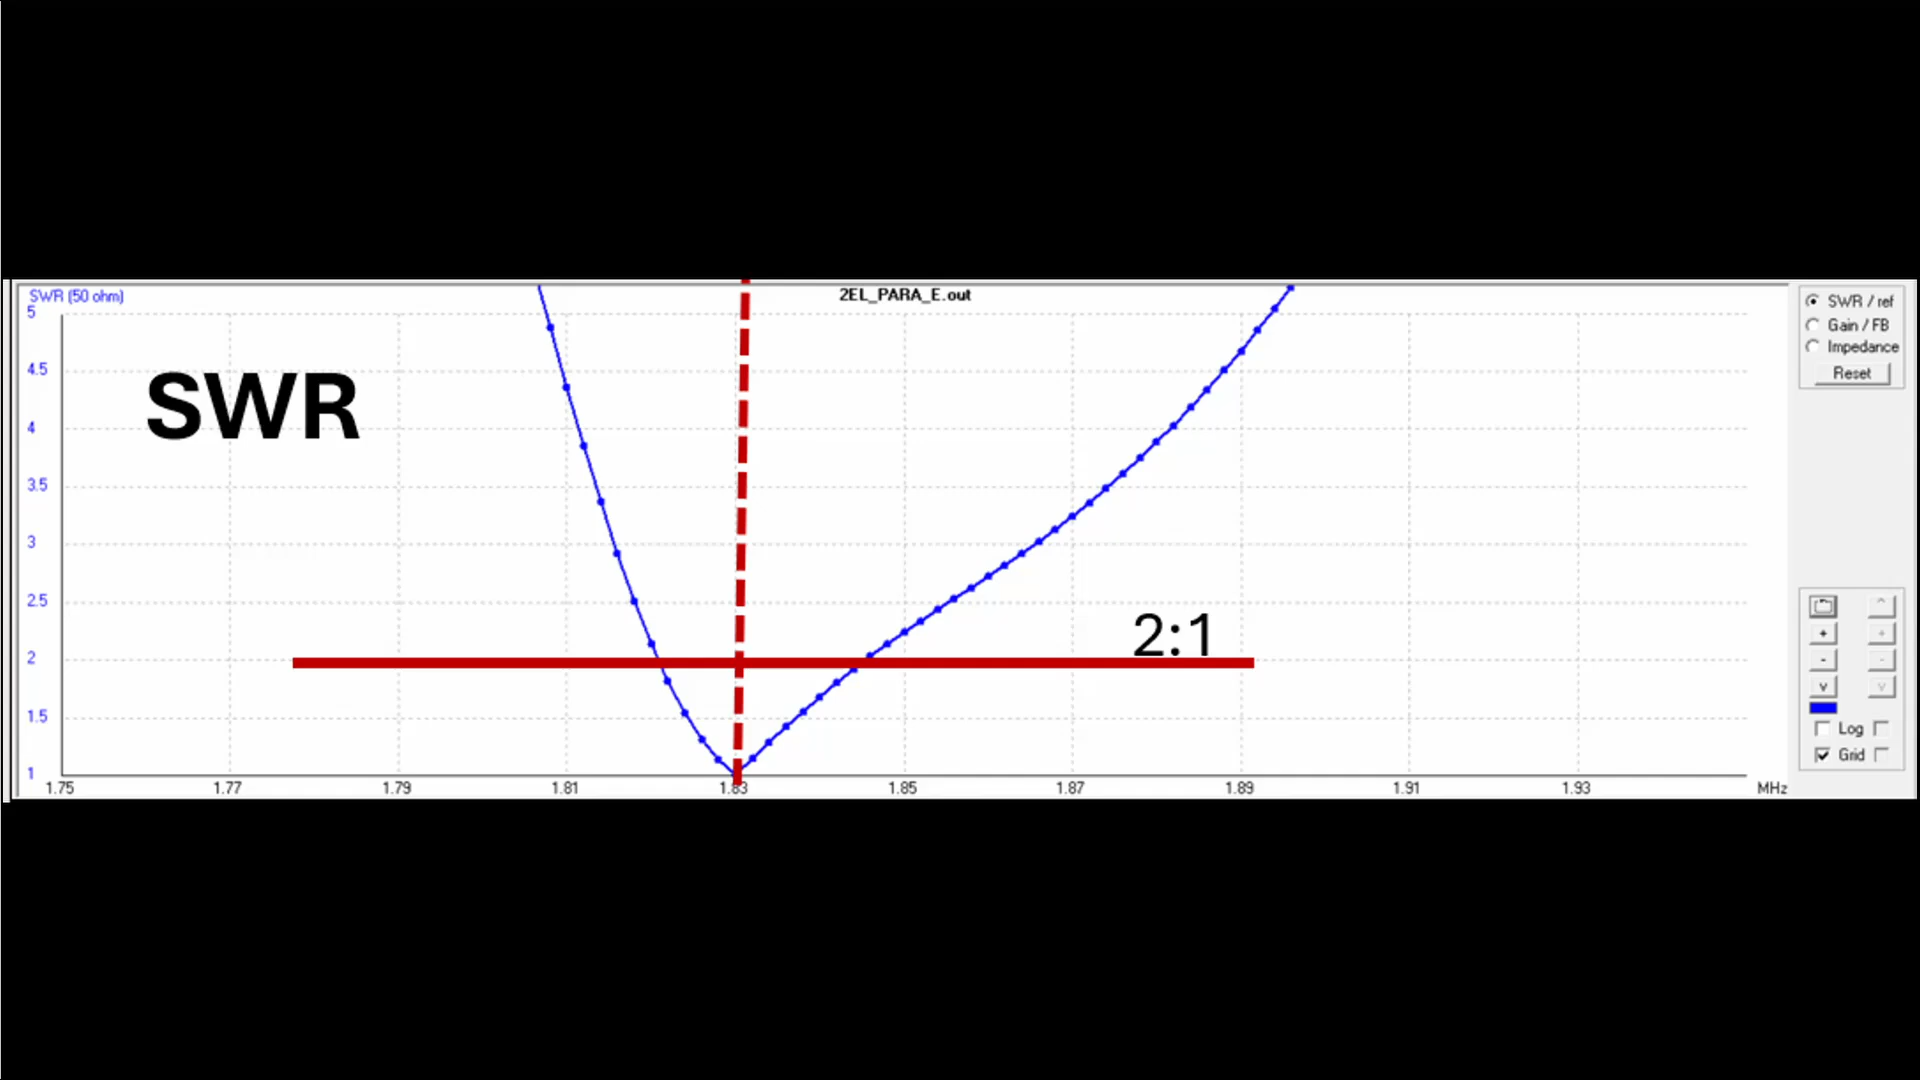 SWR (50 ohm)
2EL_PARA_E.out
5
4.5
4
3.5
3
2.5
2
1.5
1
SWR
2:1
1.75 1.77 1.79 1.81 1.83 1.85 1.87 1.89 1.91 1.93 MHz
SWR / ref
Gain / FB
Impedance
Reset
^
+ +
- -
v v
Log
Grid